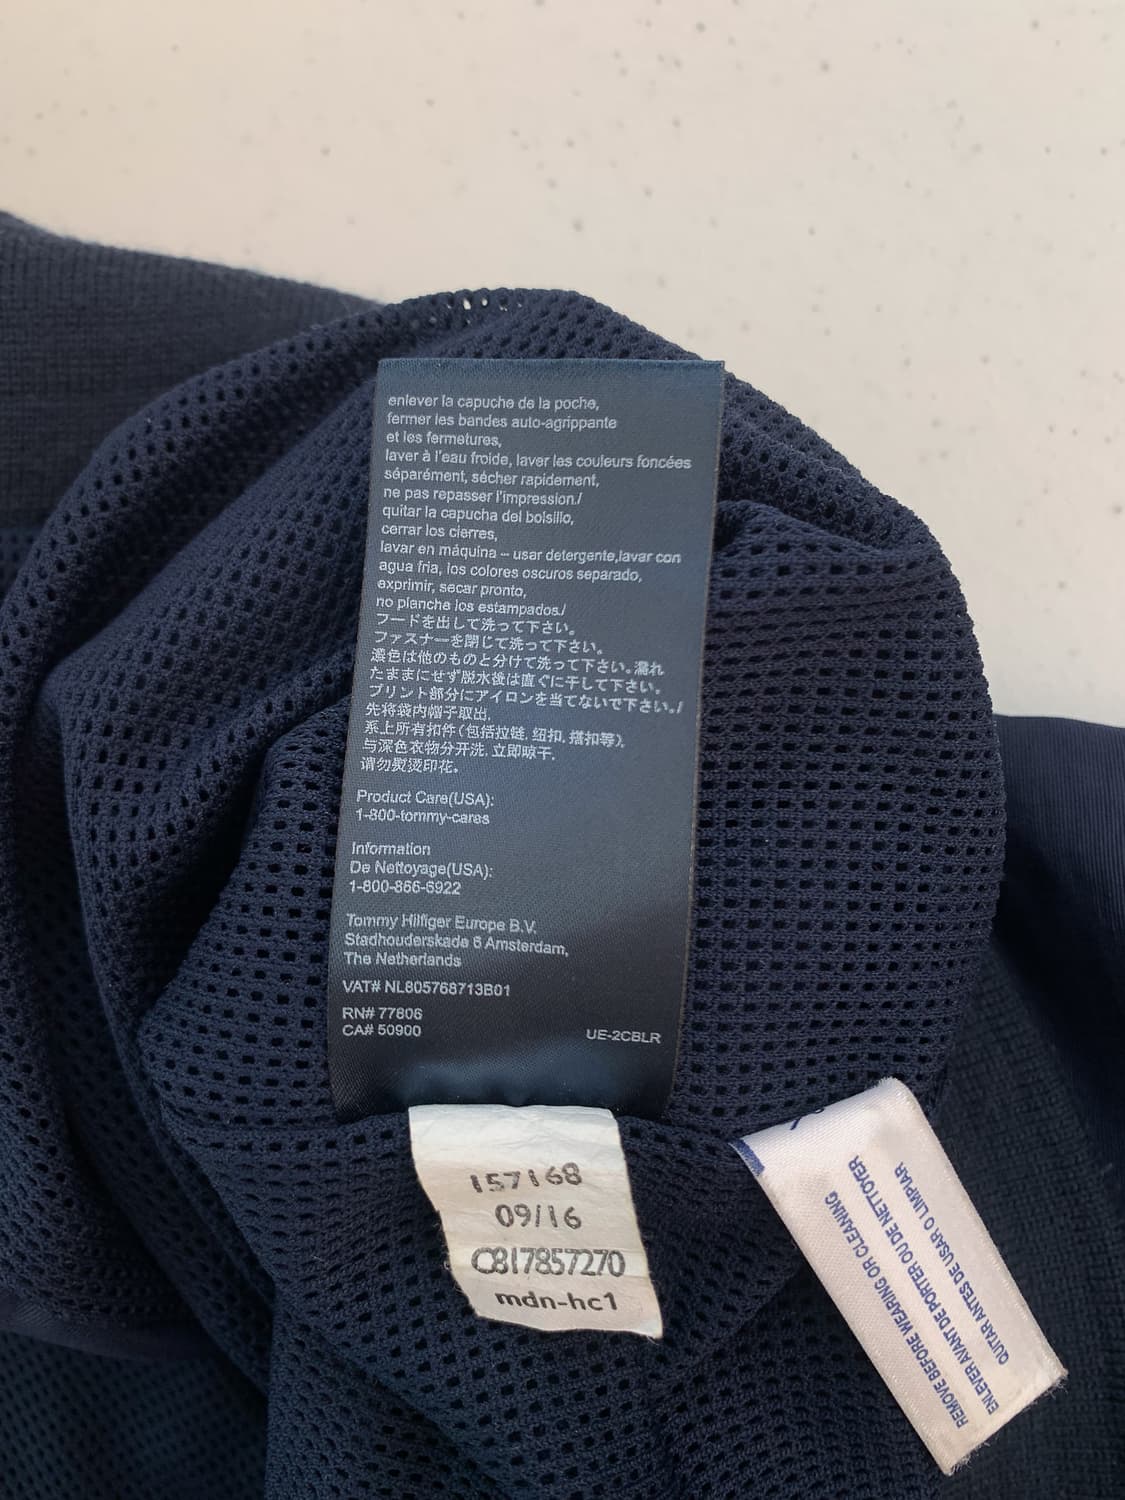 enlever la capuche de la poche,
fermer les bandes auto-agrippante
et les fermetures,
laver à l'eau froide, laver les couleurs foncées
séparément, sécher rapidement,
ne pas repasser l'impression./
quitar la capucha del bolsillo,
cerrar los cierres,
lavar en máquina – usar detergente,lavar con
agua fria, los colores oscuros separado,
exprimir, secar pronto,
no planche los estampados./
フードを出して洗って下さい。
ファスナーを閉じて洗って下さい。
濃色は他のものと分けて洗って下さい。濡れ
たままにせず脱水後は直ぐに干して下さい。
プリント部分にアイロンを当てないで下さい。/
先将袋内帽子取出.
系上所有扣件(包括拉链.纽扣.搭扣等).
与深色衣物分开洗.立即晾干.
请勿熨烫印花。
Product Care(USA):
1-800-tommy-cares
Information
De Nettoyage(USA):
1-800-866-6922
Tommy Hilfiger Europe B.V.
Stadhouderskade 6 Amsterdam,
The Netherlands
VAT# NL805768713B01
RN# 77806
CA# 50900
UE-2CBLR
157168
09/16
C817857270
mdn-hc1
REMOVE BEFORE WEARING OR CLEANING
ENLEVER AVANT DE PORTER OU DE NETTOYER
QUITAR ANTES DE USAR O LIMPIAR